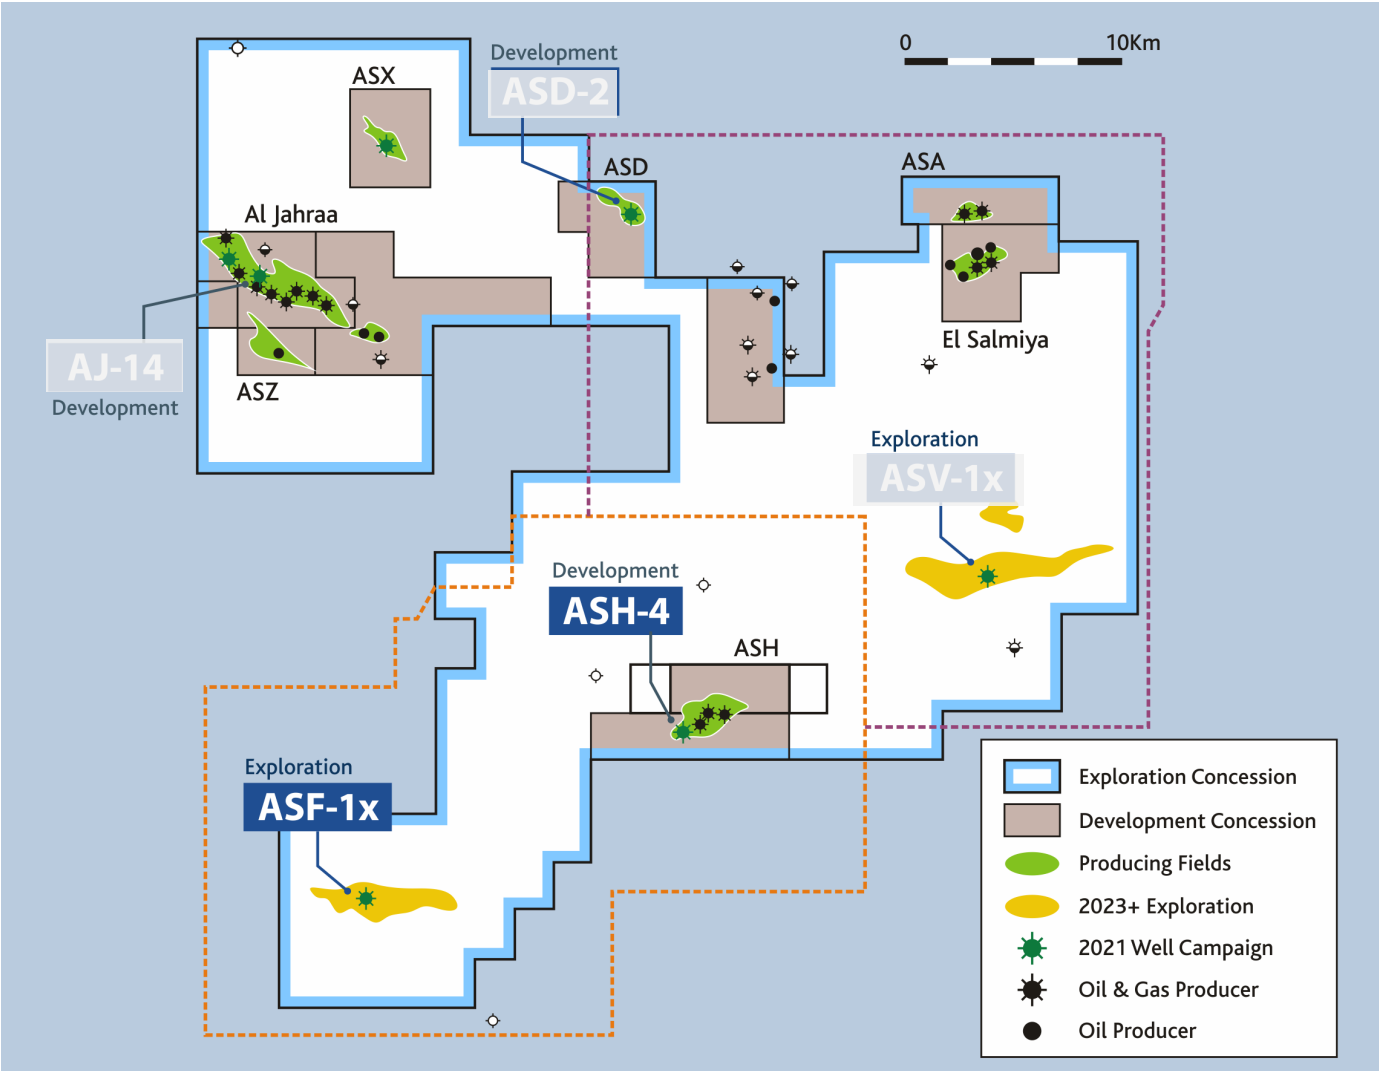 Development
ASD-2
0 10Km
ASX
ASD
ASA
Al Jahraa
El Salmiya
AJ-14
Development
ASZ
Exploration
ASV-1x
Development
ASH-4
ASH
Exploration
ASF-1x
Exploration Concession
Development Concession
Producing Fields
2023+ Exploration
2021 Well Campaign
Oil & Gas Producer
Oil Producer